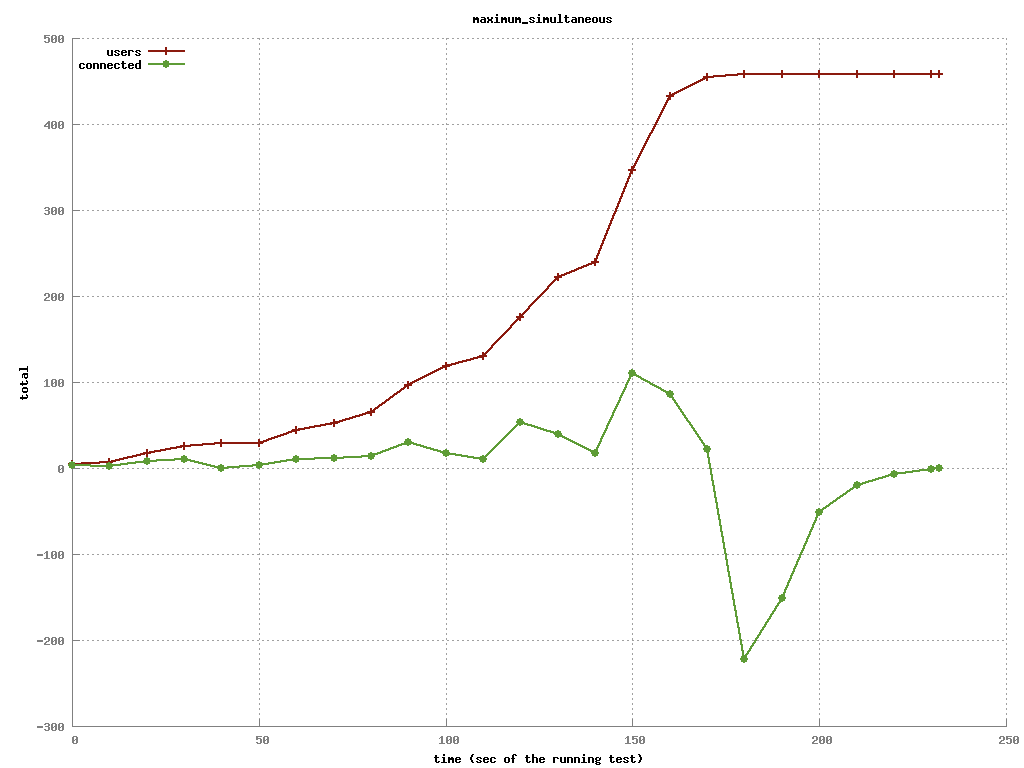 maximum_simultaneous
500
users
connected
400
300
200
total
100
0
-100
-200
-300
0 50 100 150 200 250
time (sec of the running test)